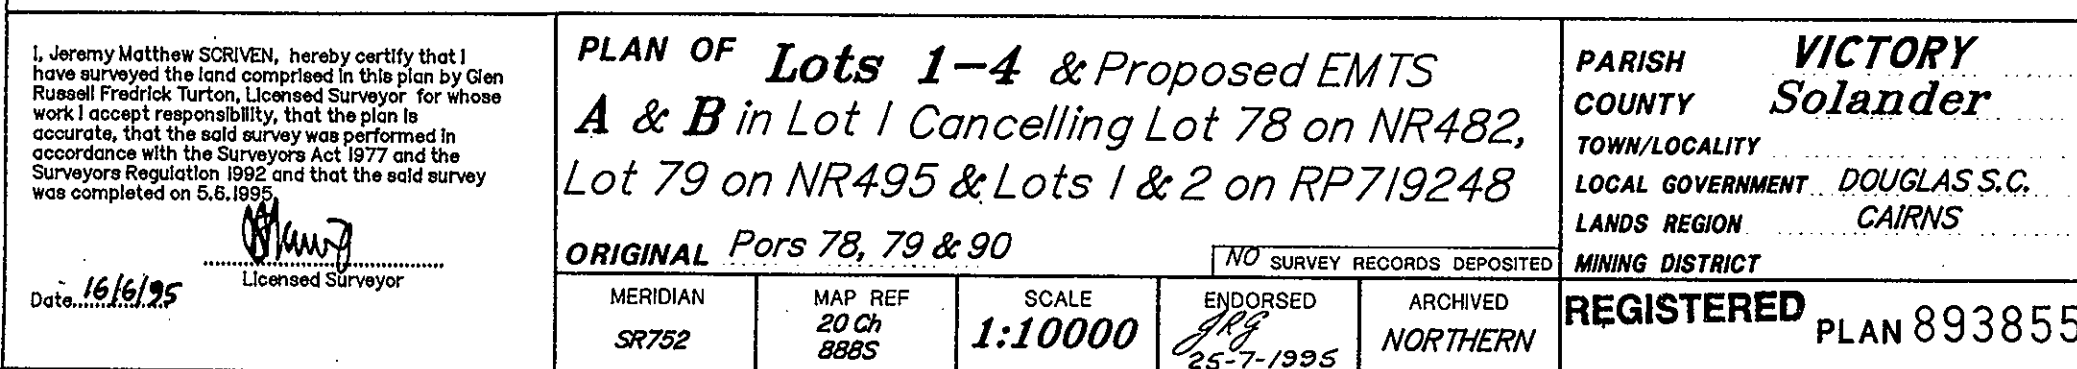 I, Jeremy Matthew SCRIVEN, hereby certify that I
have surveyed the land comprised in this plan by Glen
Russell Fredrick Turton, Licensed Surveyor for whose
work I accept responsibility, that the plan is
accurate, that the said survey was performed in
accordance with the Surveyors Act 1977 and the
Surveyors Regulation 1992 and that the said survey
was completed on 5.6.1995.
Licensed Surveyor
Date 16/6/95
PLAN OF Lots 1-4 & Proposed EMTS
A & B in Lot 1 Cancelling Lot 78 on NR482,
Lot 79 on NR495 & Lots 1 & 2 on RP719248
ORIGINAL Pors 78, 79 & 90
NO SURVEY RECORDS DEPOSITED
MERIDIAN
SR752
MAP REF
20 Ch
888S
SCALE
1:10000
ENDORSED
JRG
25-7-1995
ARCHIVED
NORTHERN
PARISH VICTORY
COUNTY Solander
TOWN/LOCALITY
LOCAL GOVERNMENT DOUGLAS S.C.
LANDS REGION CAIRNS
MINING DISTRICT
REGISTERED PLAN 893855